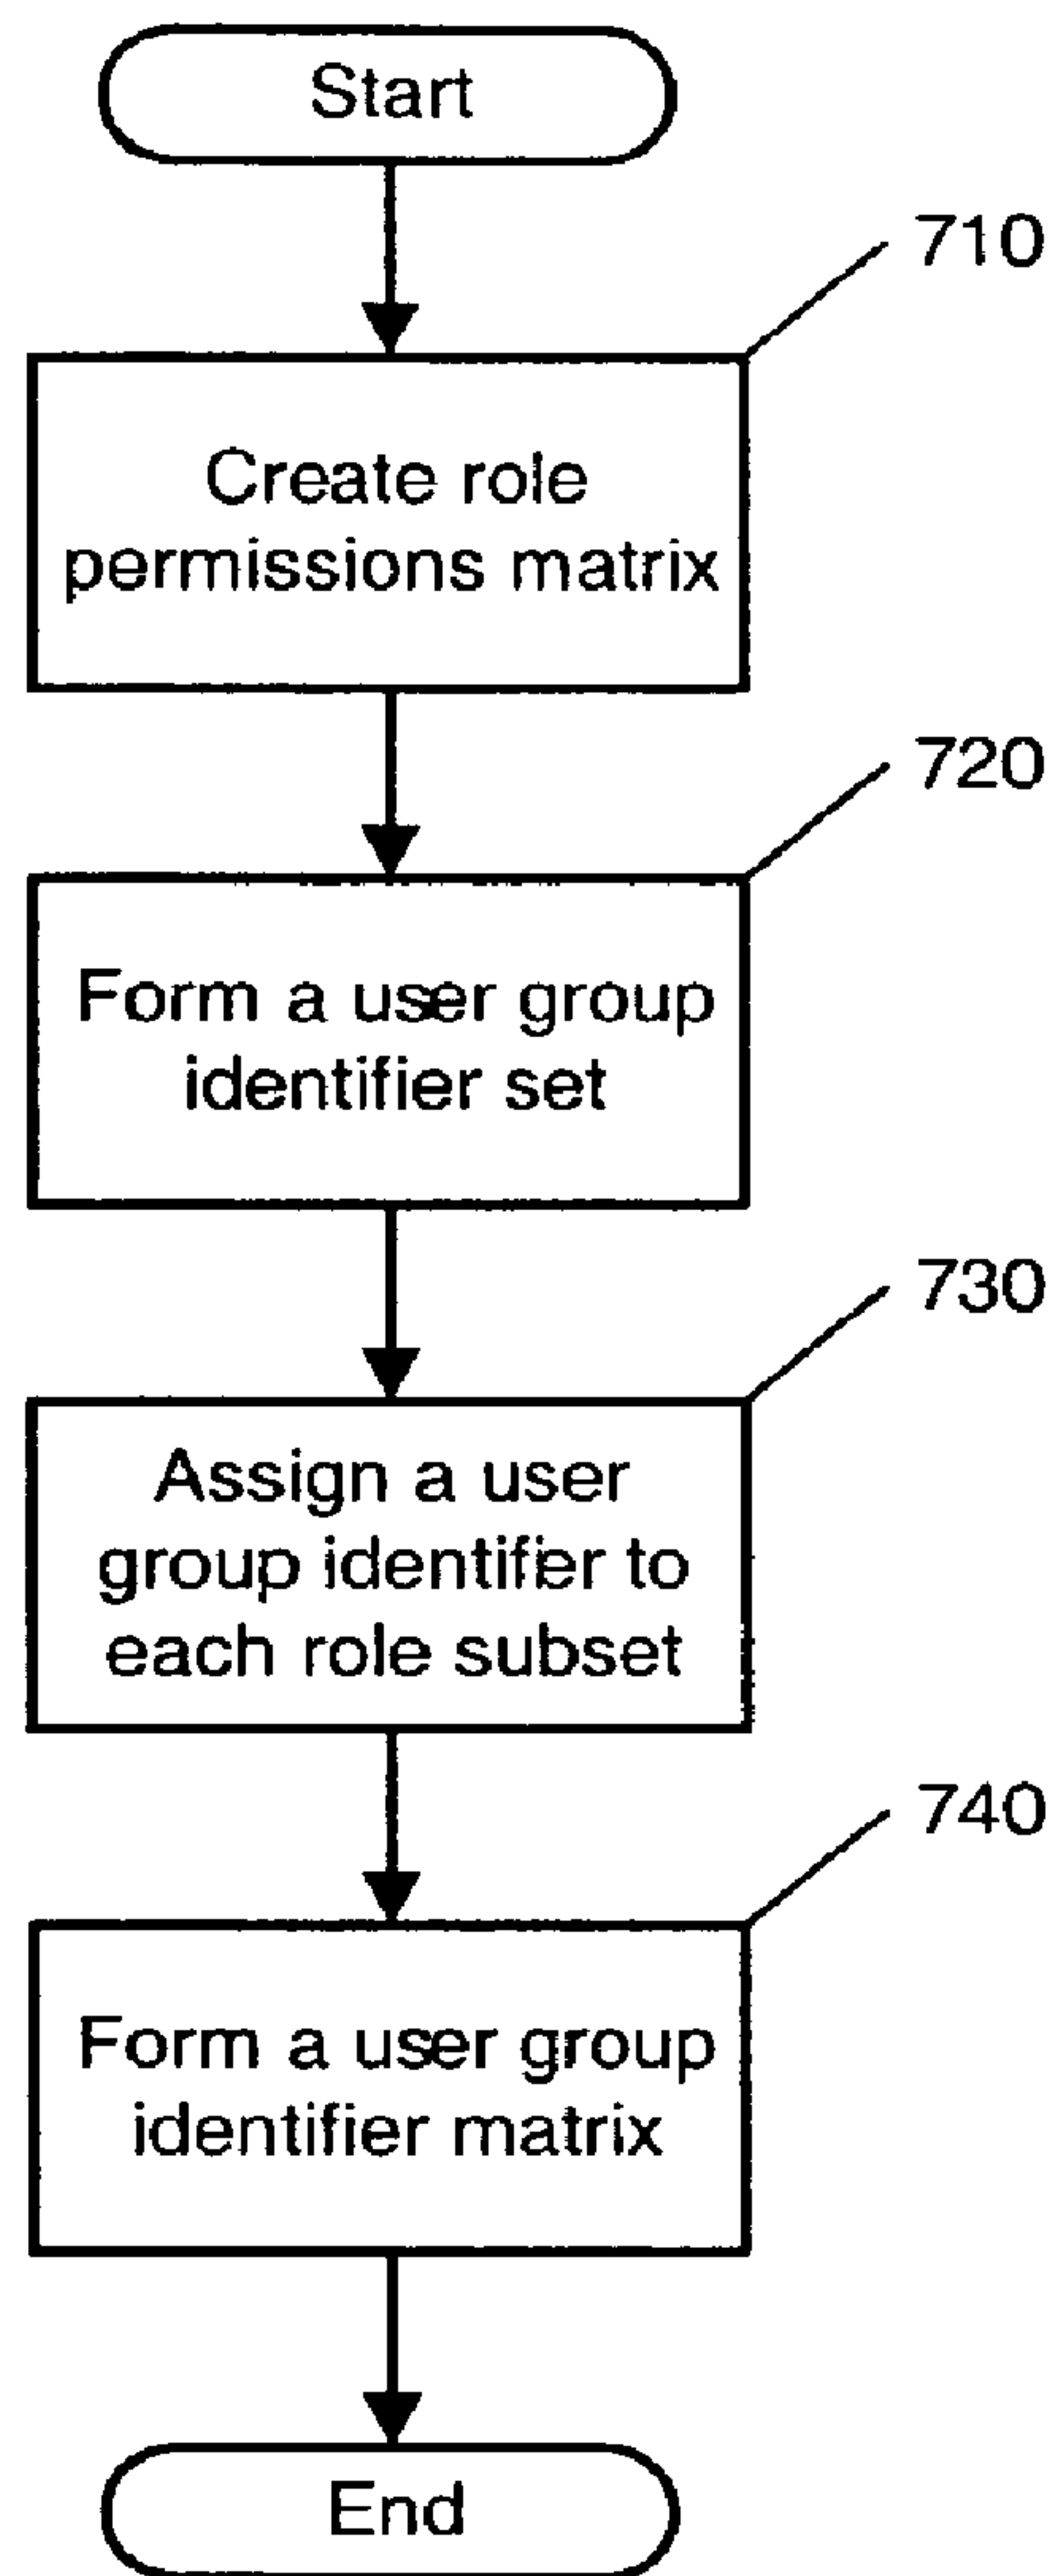 Start
710
Create role
permissions matrix
720
Form a user group
identifier set
730
Assign a user
group identifier to
each role subset
740
Form a user group
identifier matrix
End